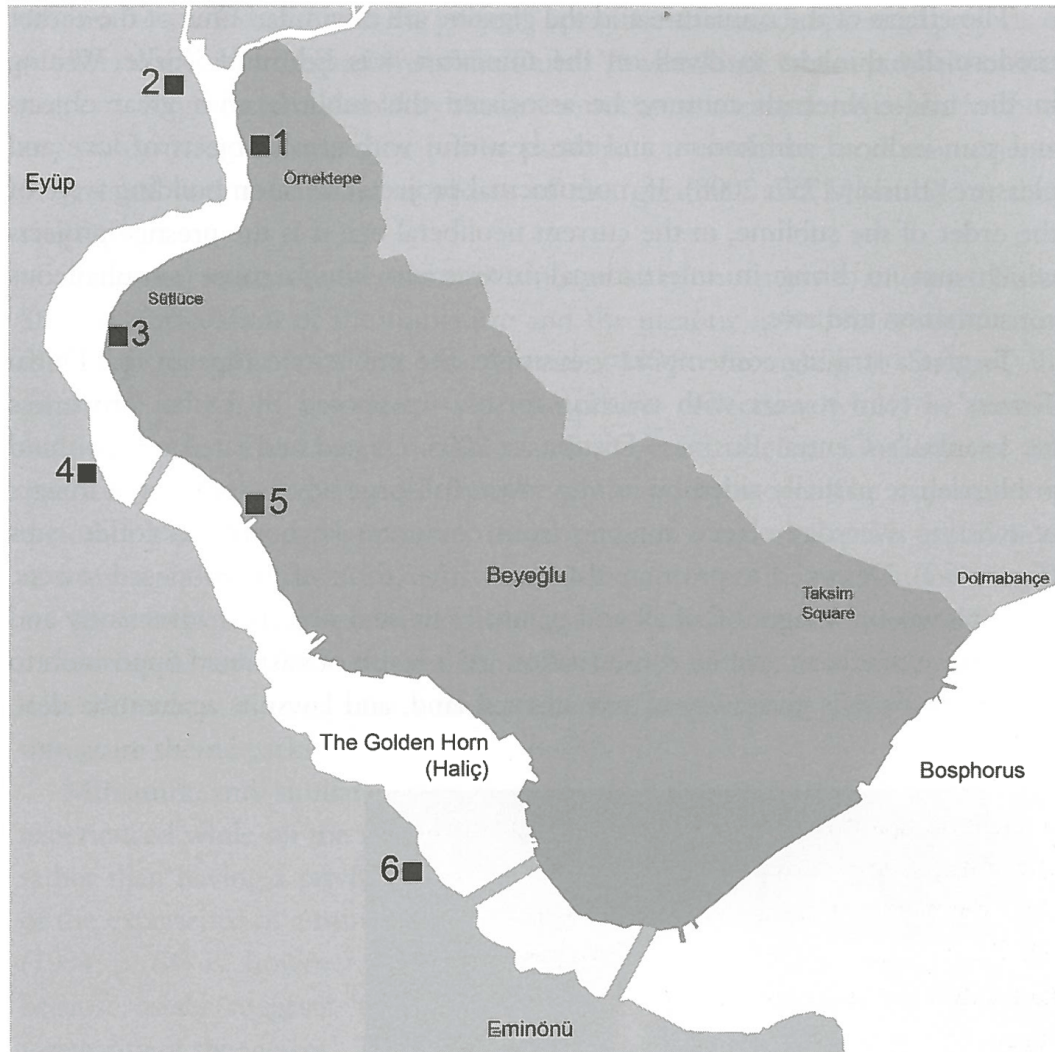 2
1
Eyüp
Örnektepe
Sütlüce
3
4
5
Beyoğlu
Taksim
Square
Dolmabahçe
The Golden Horn
(Haliç)
Bosphorus
6
Eminönü